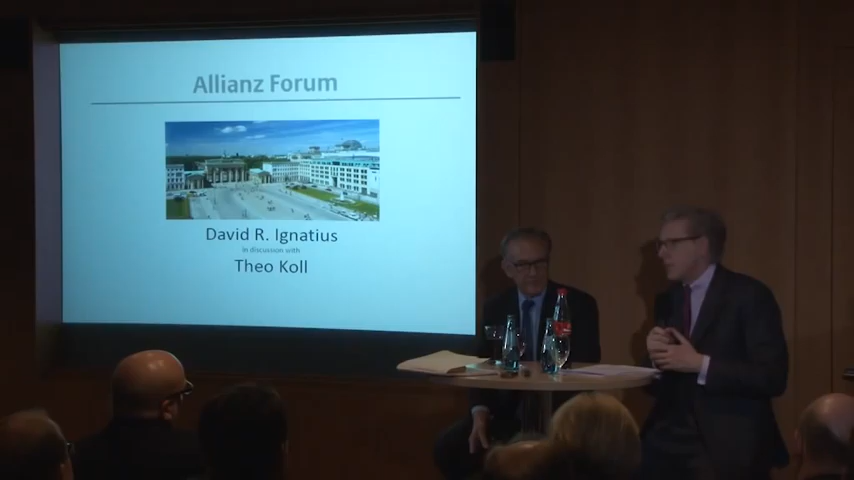 Allianz Forum
David R. Ignatius
in discussion with
Theo Koll